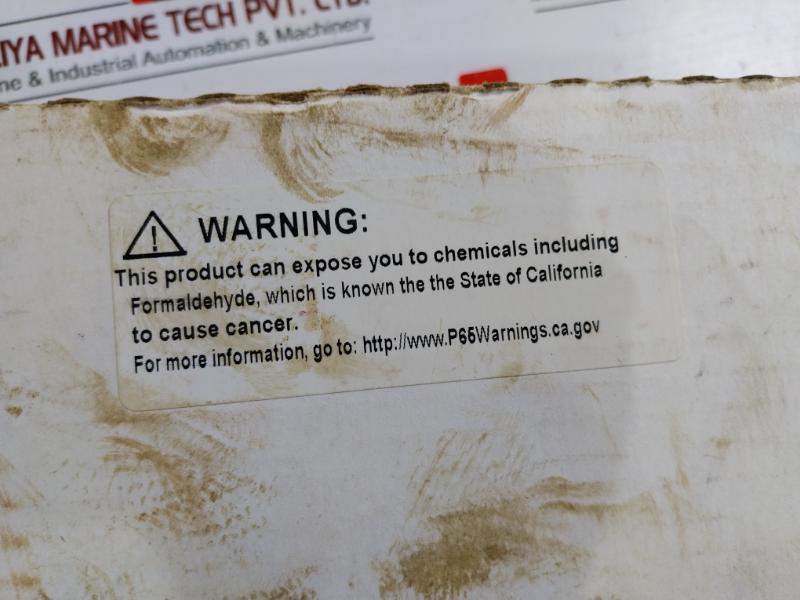 IYA MARINE TECH PVT. LTD.
ne & Industrial Automation & Machinery
WARNING:
This product can expose you to chemicals including
Formaldehyde, which is known the the State of California
to cause cancer.
For more information, go to: http://www.P65Warnings.ca.gov